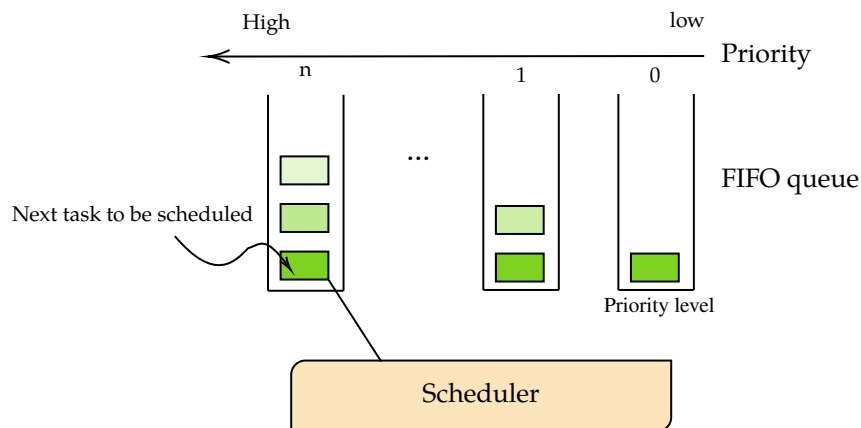 High
low
Priority
n
1
0
...
FIFO queue
Next task to be scheduled
Priority level
Scheduler